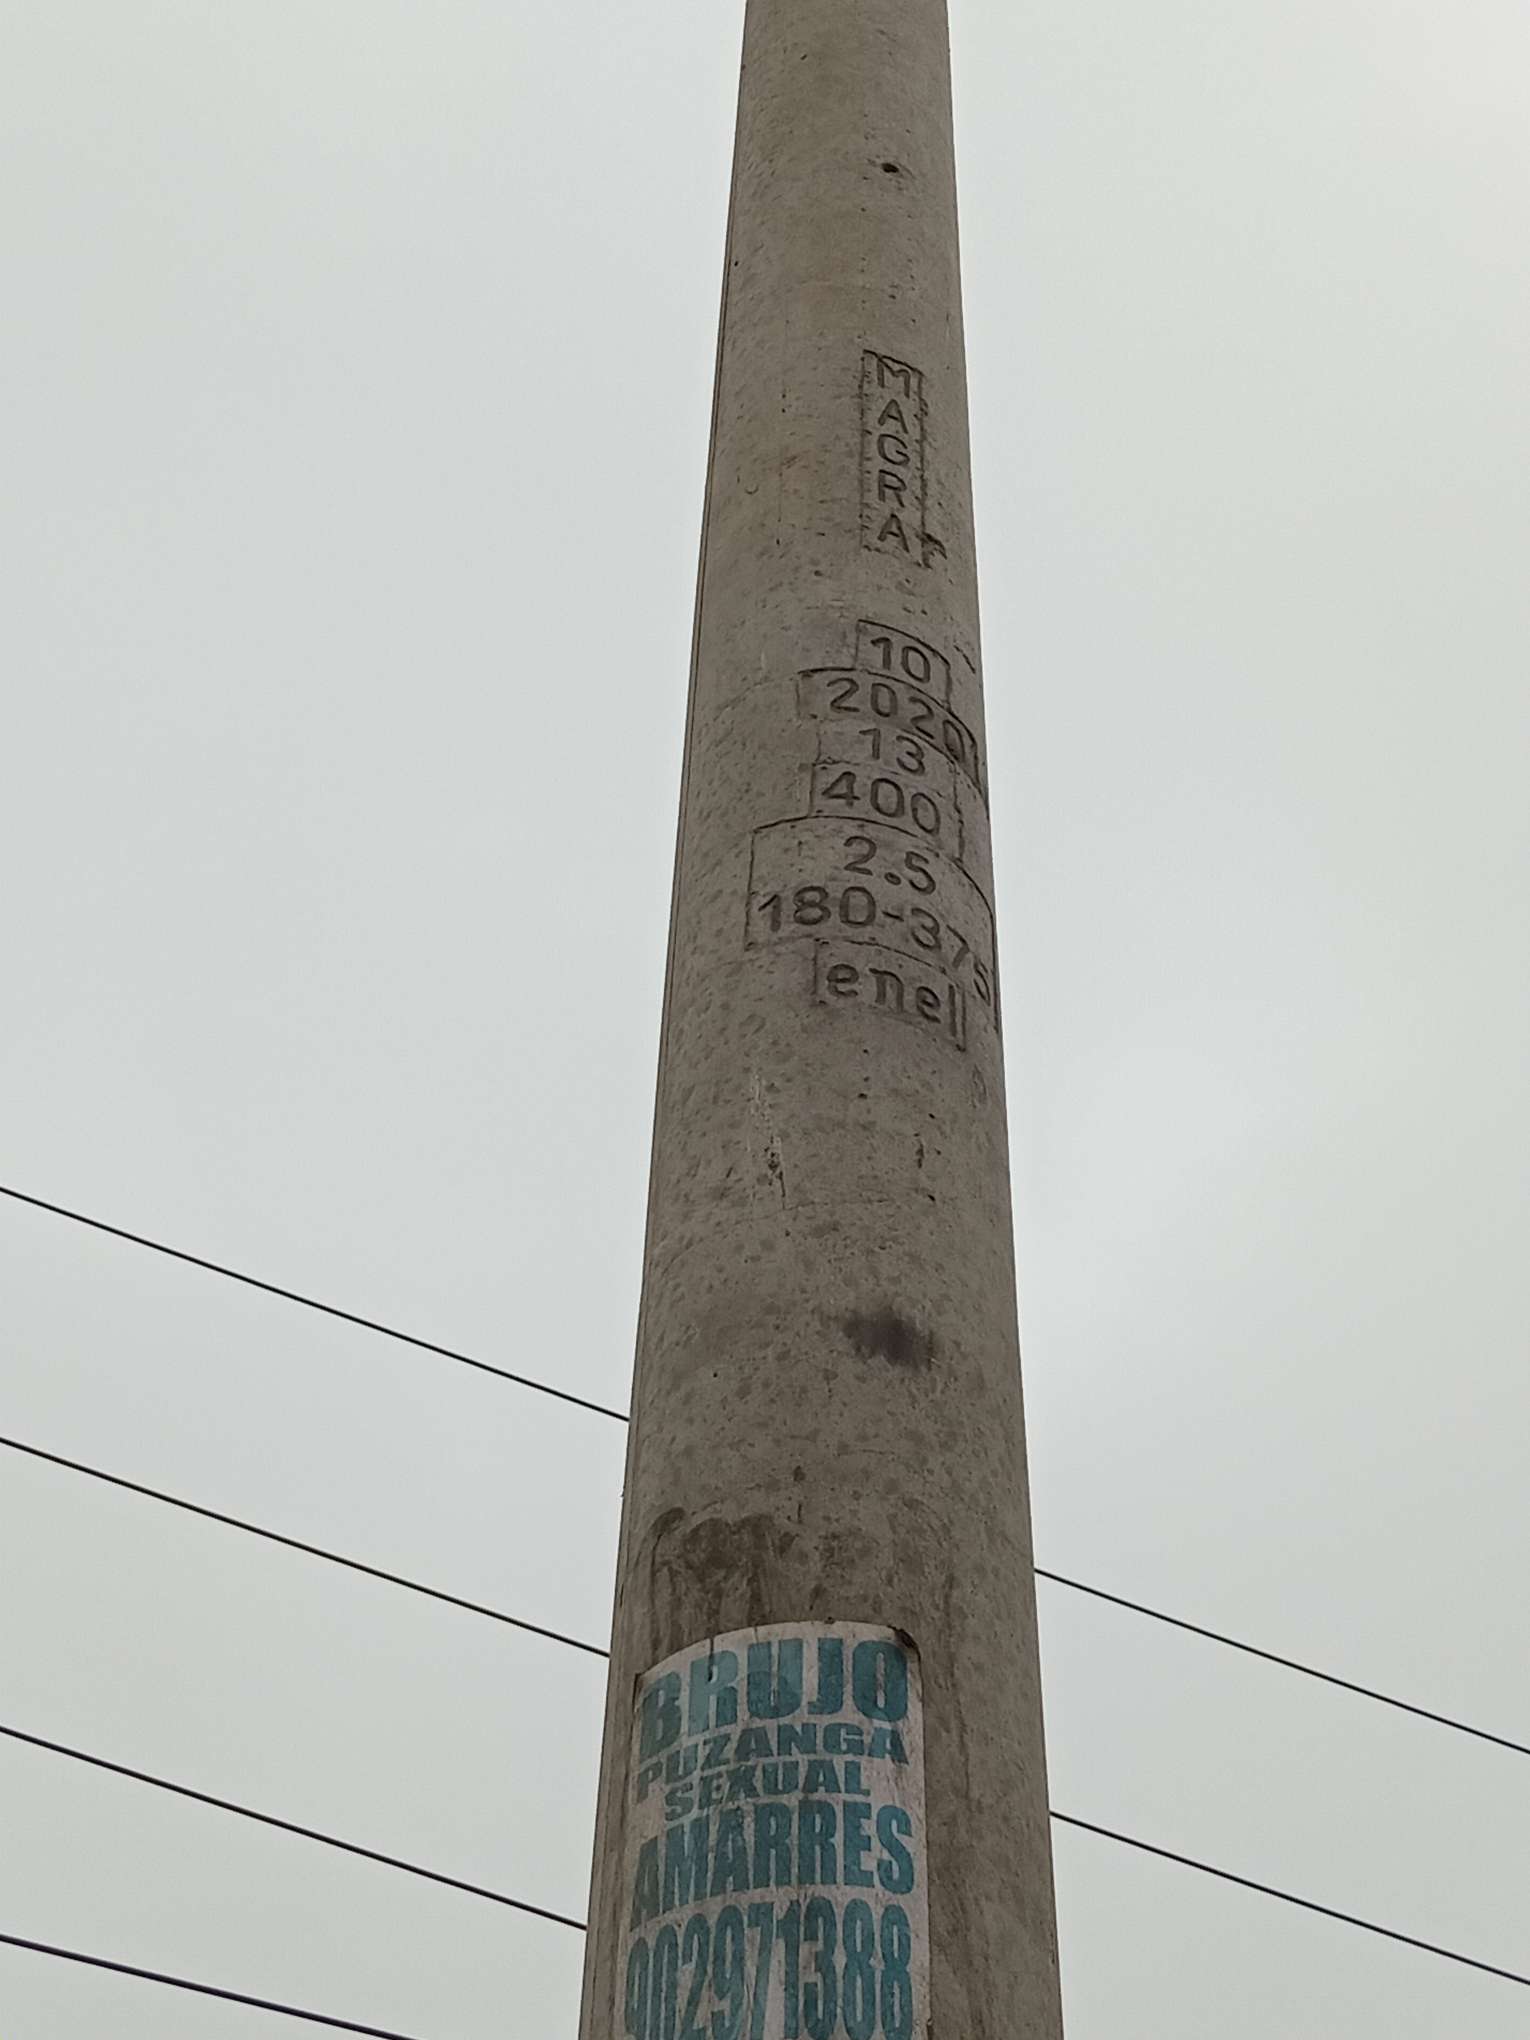 MAGRA
10
2020
13
400
2.5
180-375
enel
BRUJO
PUZANGA
SEXUAL
AMARRES
902971388